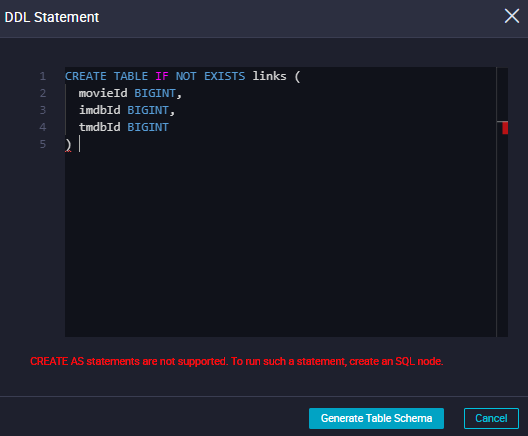 DDL Statement
1 CREATE TABLE IF NOT EXISTS links (
2 movieId BIGINT,
3 imdbId BIGINT,
4 tmdbId BIGINT
5 )
CREATE AS statements are not supported. To run such a statement, create an SQL node.
Generate Table Schema Cancel